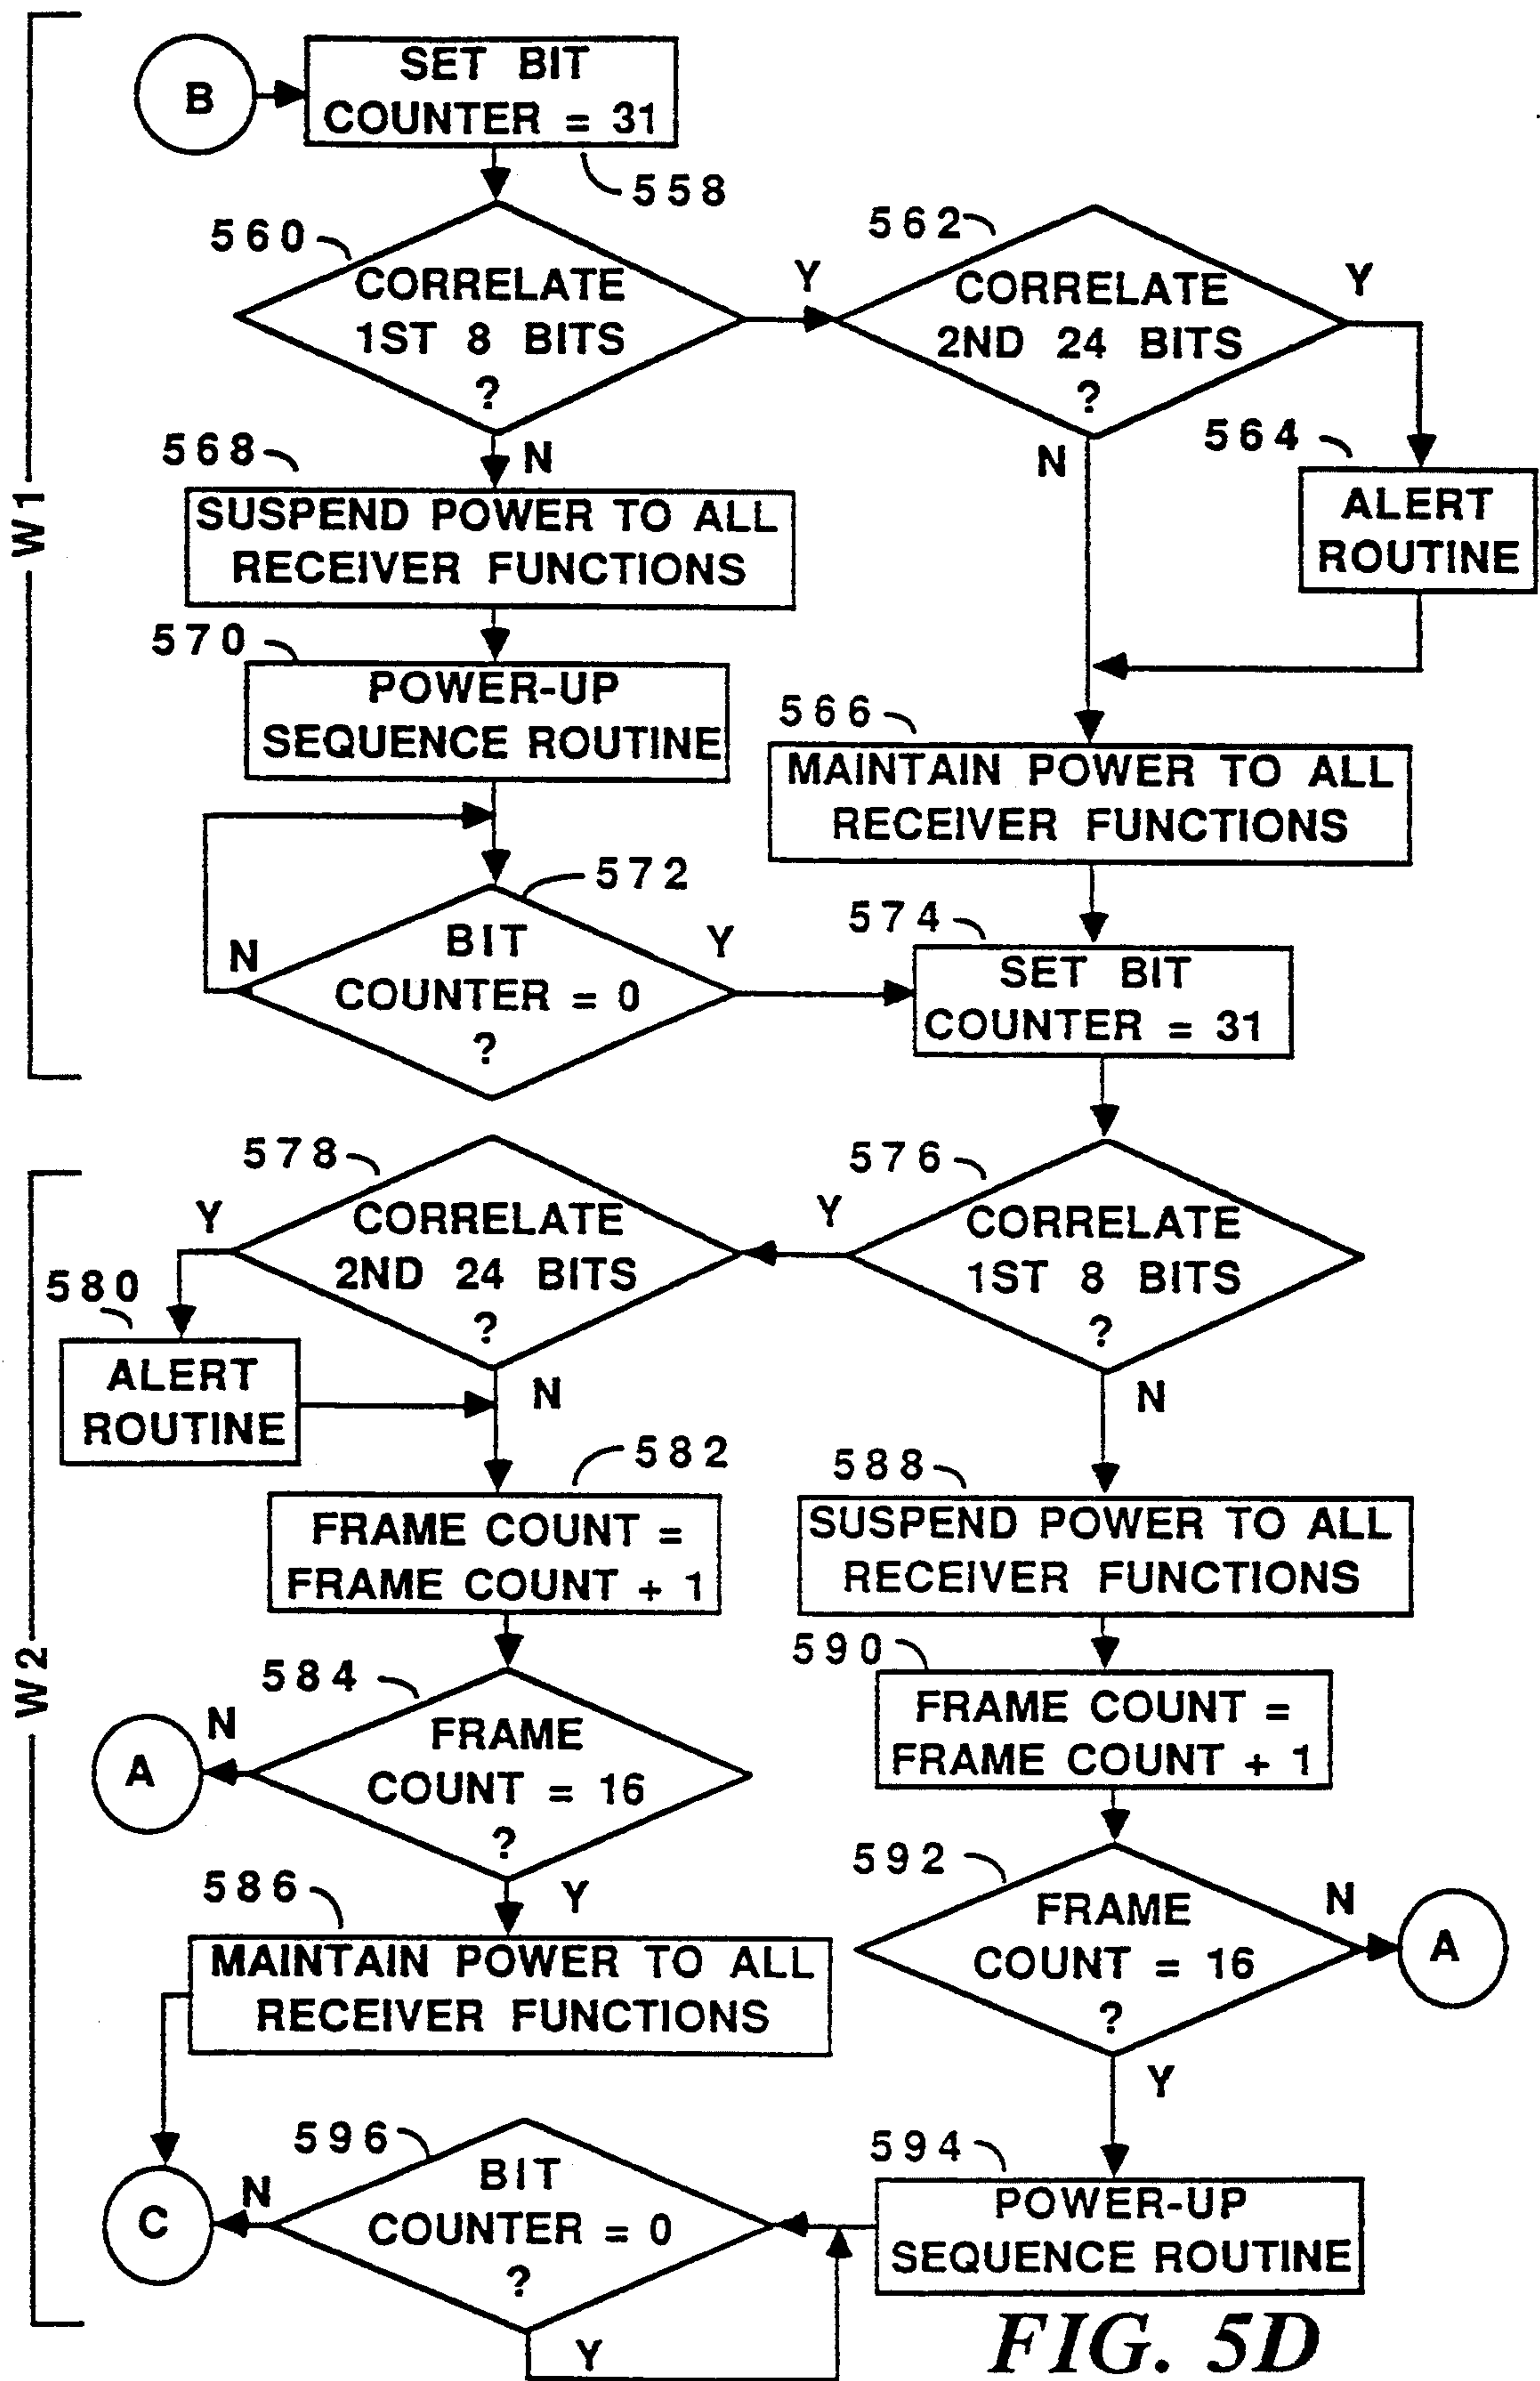 B
SET BIT
COUNTER = 31
558
560
CORRELATE
1ST 8 BITS
?
Y
N
562
CORRELATE
2ND 24 BITS
?
Y
N
564
ALERT
ROUTINE
568
SUSPEND POWER TO ALL
RECEIVER FUNCTIONS
W1
570
POWER-UP
SEQUENCE ROUTINE
566
MAINTAIN POWER TO ALL
RECEIVER FUNCTIONS
572
BIT
COUNTER = 0
?
N
Y
574
SET BIT
COUNTER = 31
578
CORRELATE
2ND 24 BITS
?
Y
N
576
CORRELATE
1ST 8 BITS
?
Y
N
580
ALERT
ROUTINE
582
FRAME COUNT =
FRAME COUNT + 1
588
SUSPEND POWER TO ALL
RECEIVER FUNCTIONS
W2
584
FRAME
COUNT = 16
?
N
A
Y
590
FRAME COUNT =
FRAME COUNT + 1
586
MAINTAIN POWER TO ALL
RECEIVER FUNCTIONS
592
FRAME
COUNT = 16
?
N
A
Y
596
BIT
COUNTER = 0
?
N
C
Y
594
POWER-UP
SEQUENCE ROUTINE
FIG. 5D